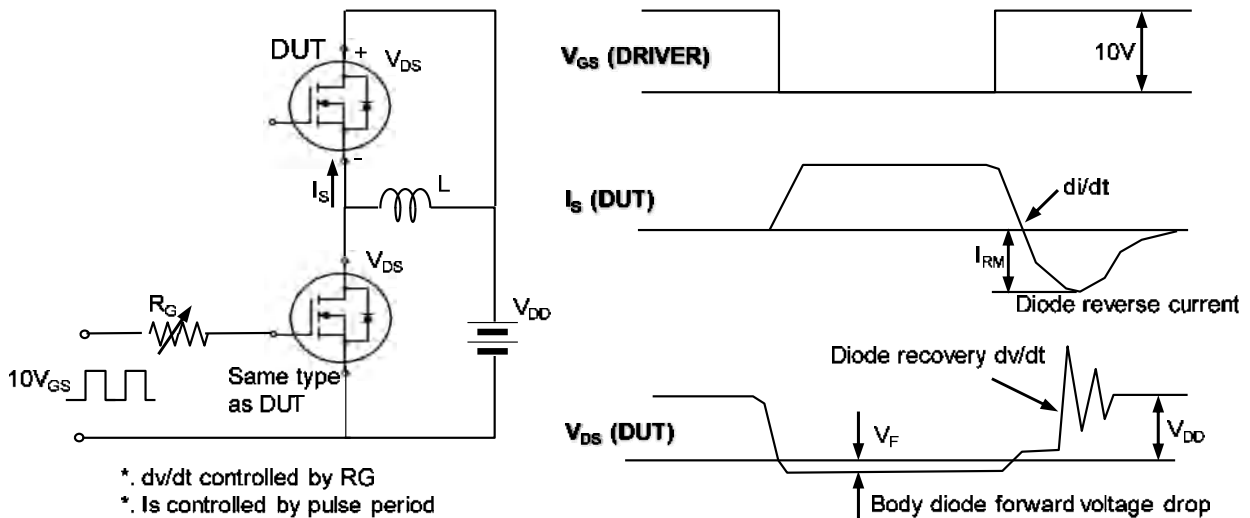 DUT
+
V_DS
-
I_S
L
V_DS
R_G
V_DD
10V_GS
Same type
as DUT
*. dv/dt controlled by RG
*. Is controlled by pulse period
V_GS (DRIVER)
10V
I_S (DUT)
di/dt
I_RM
Diode reverse current
Diode recovery dv/dt
V_DS (DUT)
V_F
V_DD
Body diode forward voltage drop